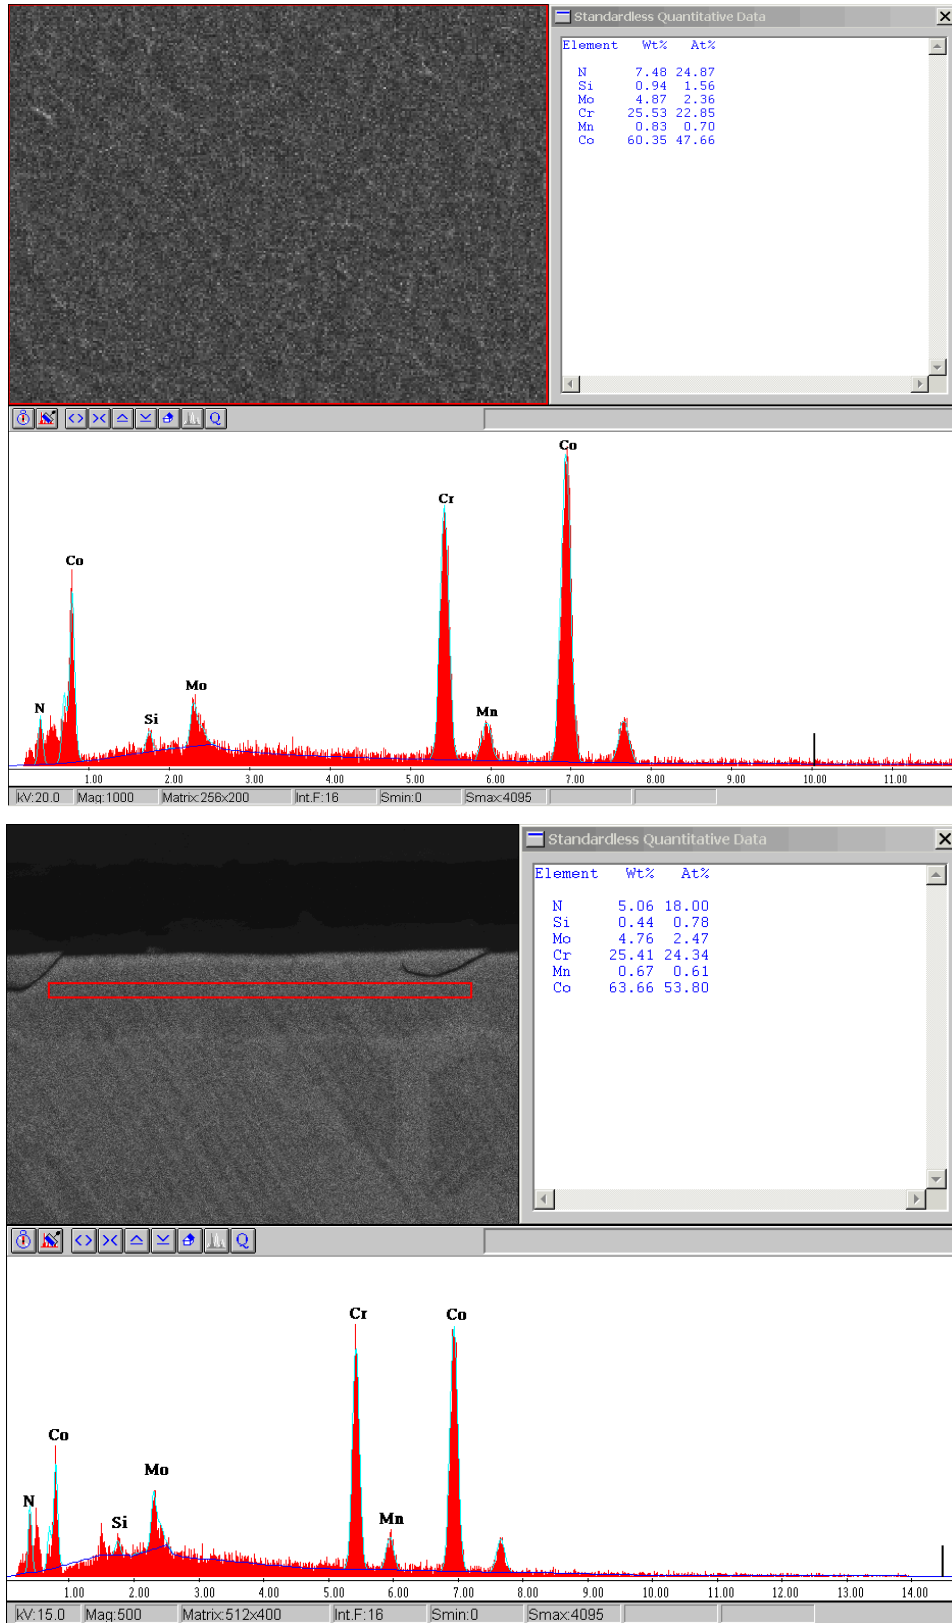 Standardless Quantitative Data
Element Wt% At%
N 7.48 24.87
Si 0.94 1.56
Mo 4.87 2.36
Cr 25.53 22.85
Mn 0.83 0.70
Co 60.35 47.66
Q
Co
Cr
Co
Mo
N
Si
Mn
1.00 2.00 3.00 4.00 5.00 6.00 7.00 8.00 9.00 10.00 11.00
kV:20.0 Mag:1000 Matrix:256x200 Int.F:16 Smin:0 Smax:4095
Standardless Quantitative Data
Element Wt% At%
N 5.06 18.00
Si 0.44 0.78
Mo 4.76 2.47
Cr 25.41 24.34
Mn 0.67 0.61
Co 63.66 53.80
Q
Cr
Co
Co
Mo
N
Si
Mn
1.00 2.00 3.00 4.00 5.00 6.00 7.00 8.00 9.00 10.00 11.00 12.00 13.00 14.00
kV:15.0 Mag:500 Matrix:512x400 Int.F:16 Smin:0 Smax:4095